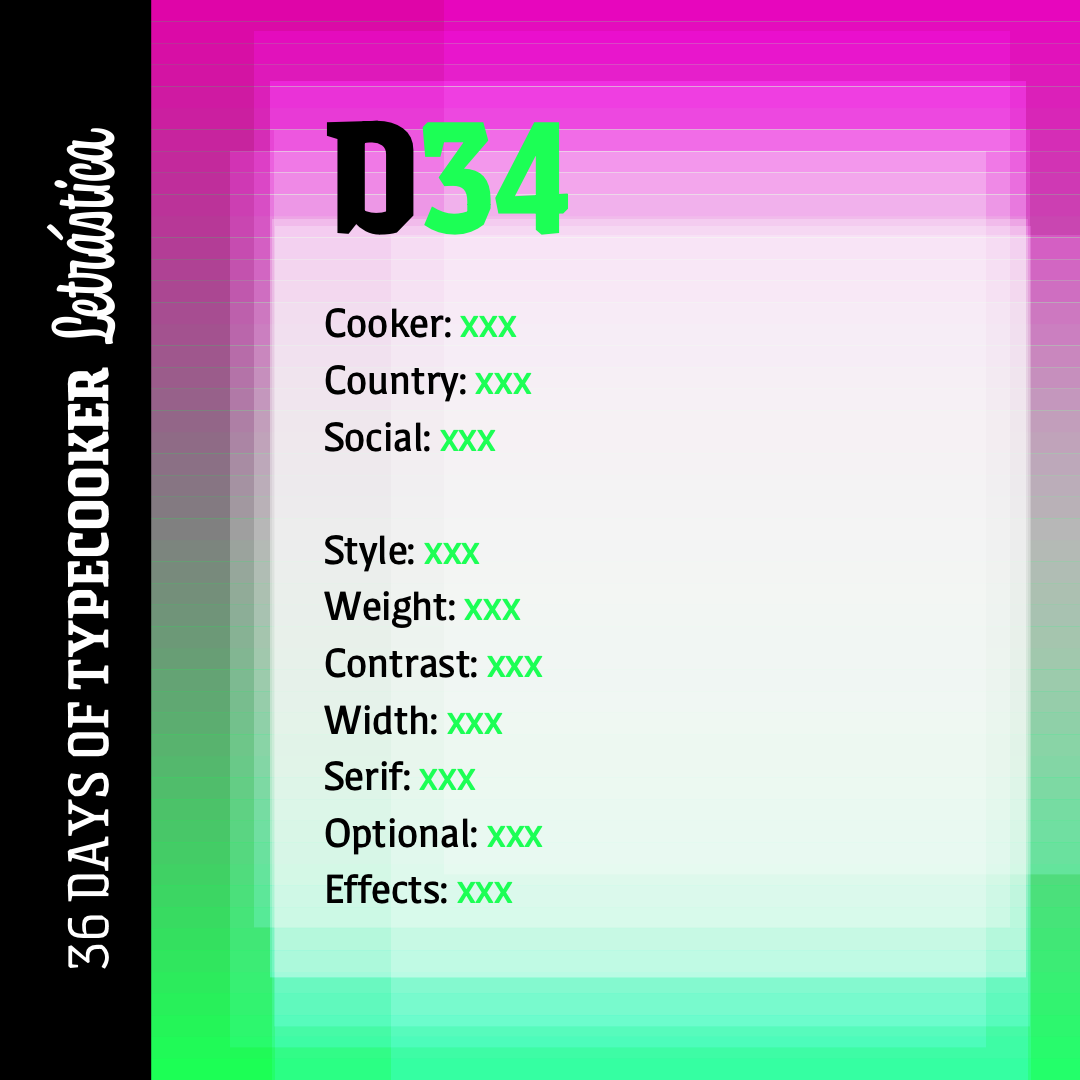 36 DAYS OF TYPECOOKER Letrástica
D34
Cooker: xxx
Country: xxx
Social: xxx
Style: xxx
Weight: xxx
Contrast: xxx
Width: xxx
Serif: xxx
Optional: xxx
Effects: xxx